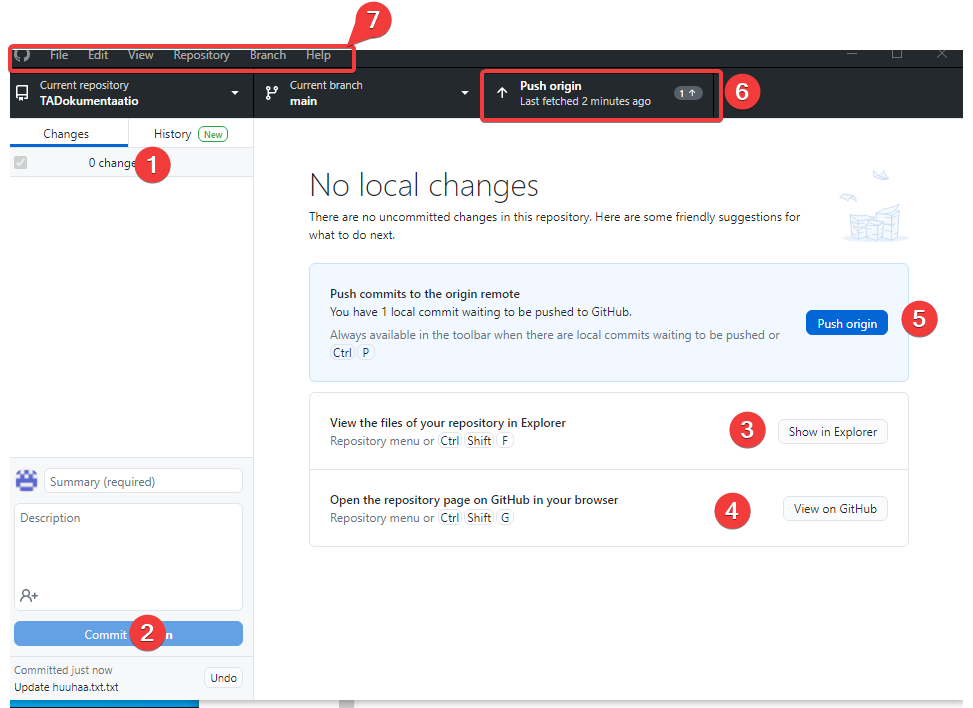 7
File Edit View Repository Branch Help
Current repository
TADokumentaatio
Current branch
main
Push origin
Last fetched 2 minutes ago
1
6
Changes
History New
0 change
1
No local changes
There are no uncommitted changes in this repository. Here are some friendly suggestions for
what to do next.
Push commits to the origin remote
You have 1 local commit waiting to be pushed to GitHub.
Always available in the toolbar when there are local commits waiting to be pushed or
Ctrl P
Push origin
5
View the files of your repository in Explorer
Repository menu or Ctrl Shift F
3
Show in Explorer
Open the repository page on GitHub in your browser
Repository menu or Ctrl Shift G
4
View on GitHub
Summary (required)
Description
Commit
2
n
Committed just now
Update huuhaa.txt.txt
Undo